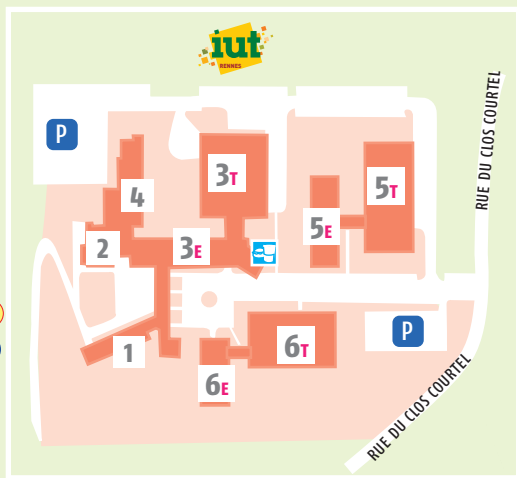 iut
RENNES
P
RUE DU CLOS COURTEL
4
3T
5T
5E
2
3E
1
6T
P
6E
RUE DU CLOS COURTEL